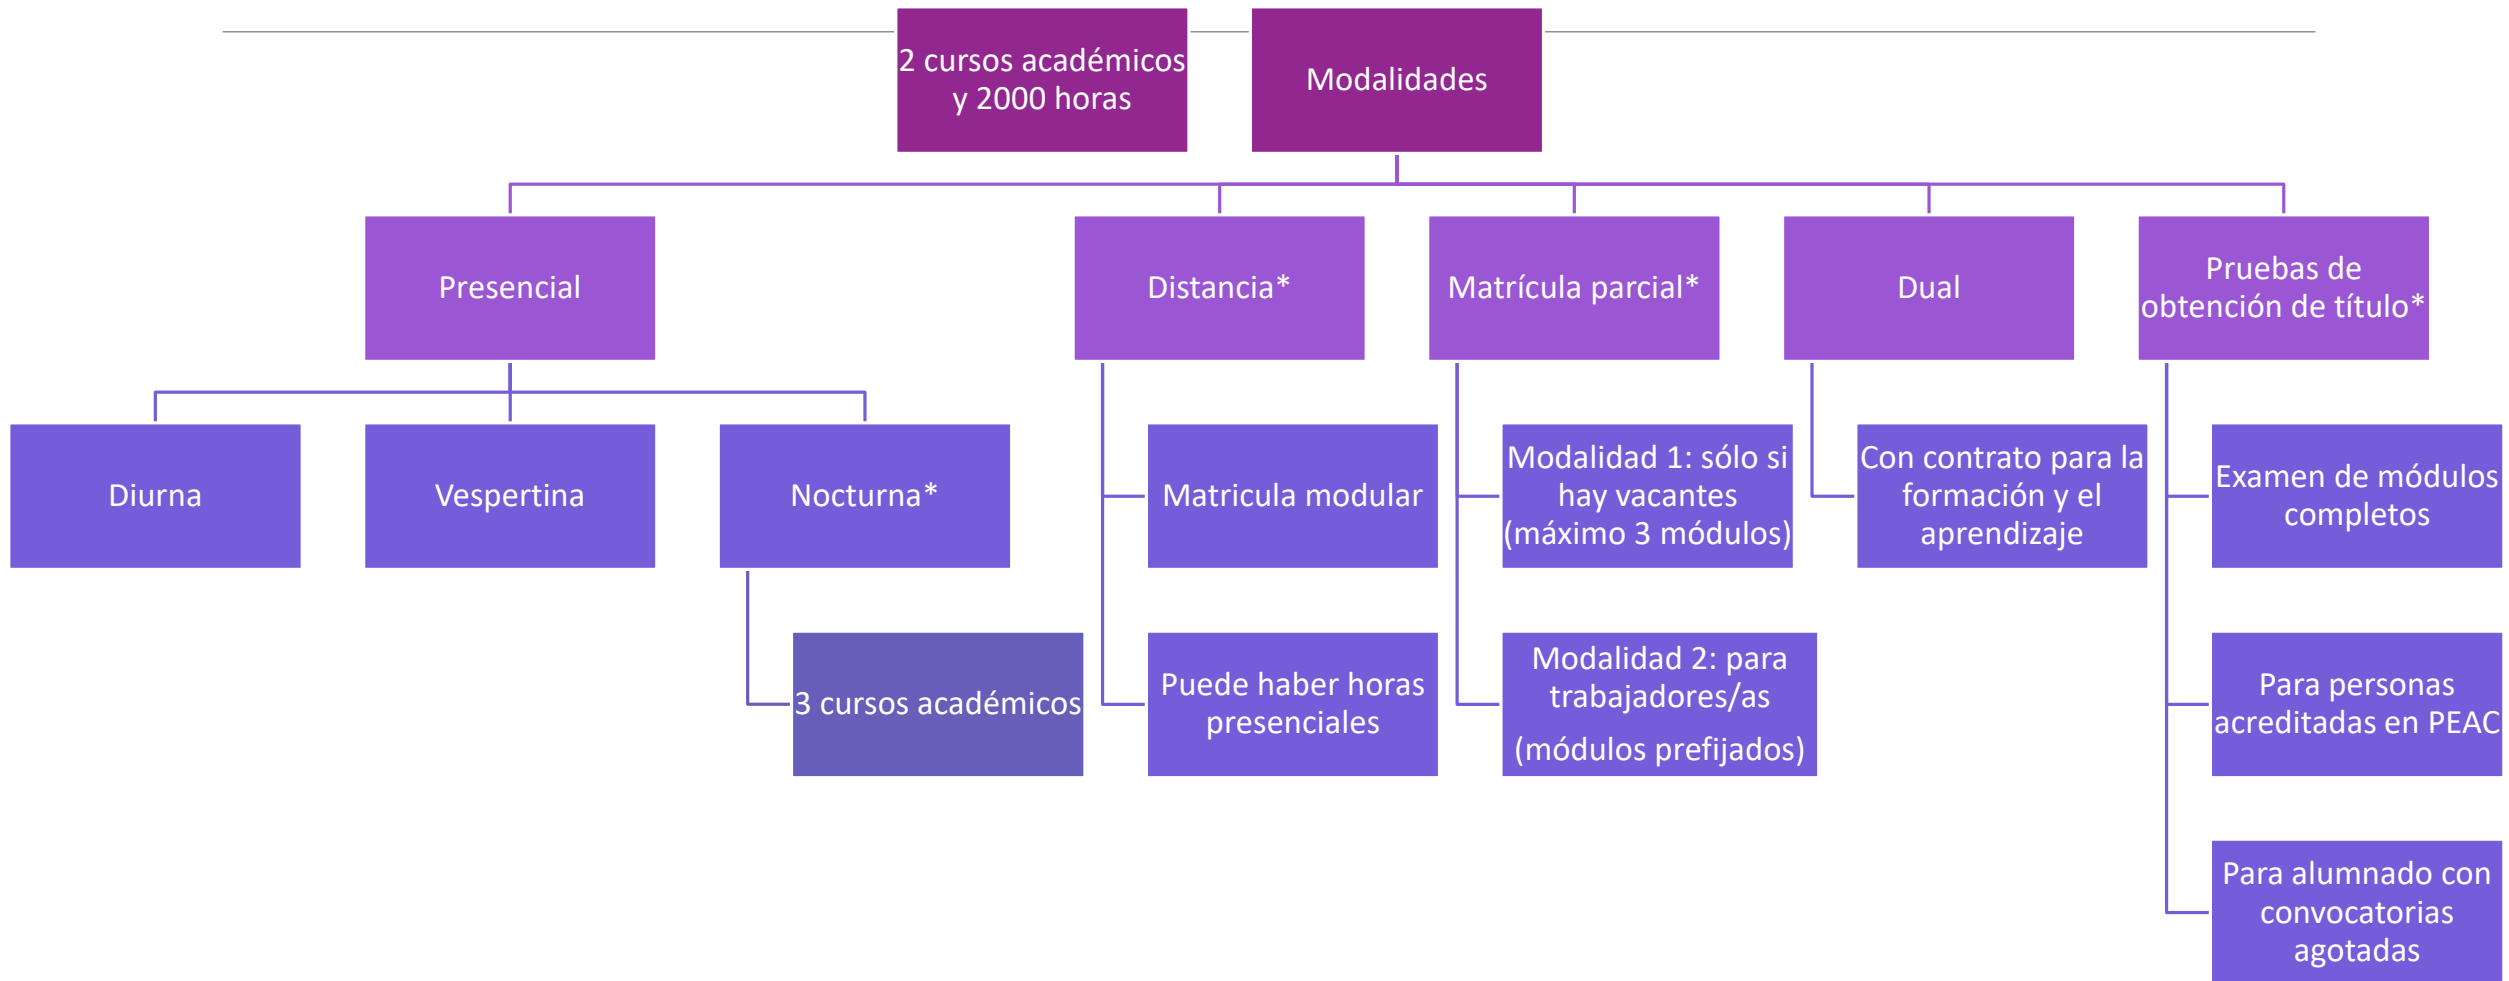 2 cursos académicos
y 2000 horas
Modalidades
Presencial
Distancia*
Matrícula parcial*
Dual
Pruebas de
obtención de título*
Diurna
Vespertina
Nocturna*
3 cursos académicos
Matricula modular
Puede haber horas
presenciales
Modalidad 1: sólo si
hay vacantes
(máximo 3 módulos)
Modalidad 2: para
trabajadores/as
(módulos prefijados)
Con contrato para la
formación y el
aprendizaje
Examen de módulos
completos
Para personas
acreditadas en PEAC
Para alumnado con
convocatorias
agotadas